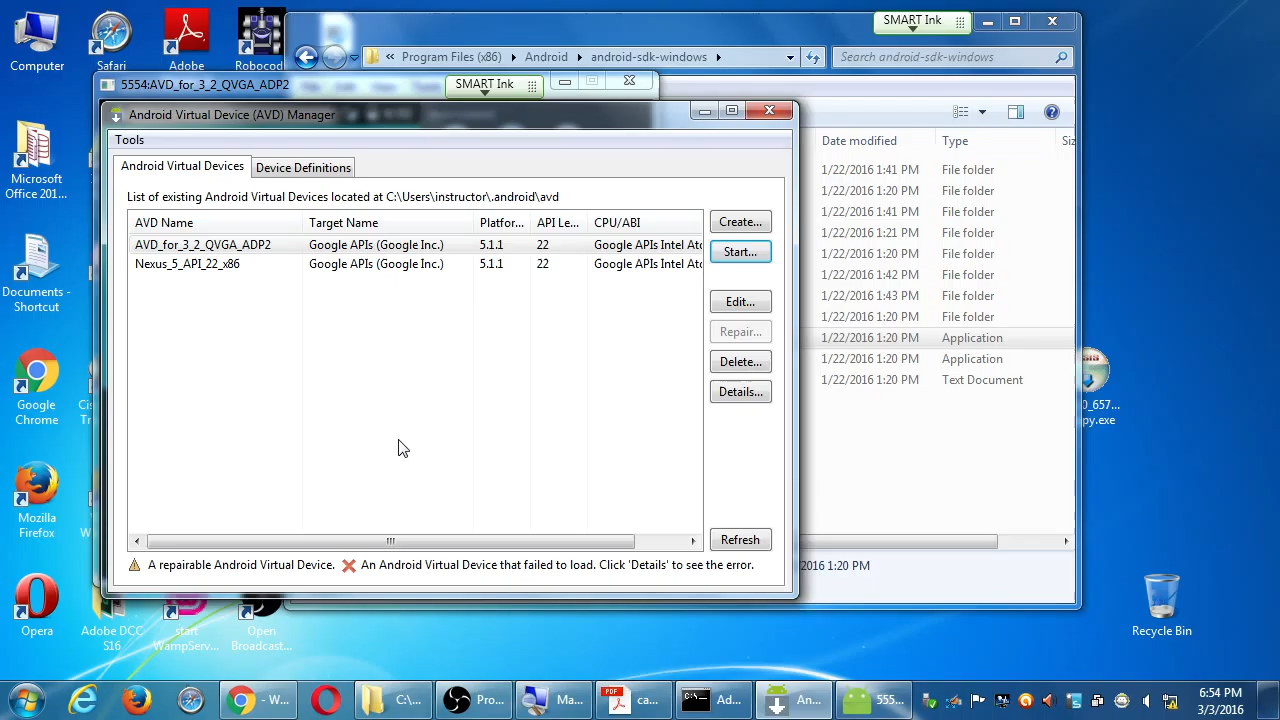 SMART Ink
Computer
Safari
Adobe
Robocod
« Program Files (x86) Android android-sdk-windows
Search android-sdk-windows
5554:AVD_for_3_2_QVGA_ADP2
SMART Ink
Android Virtual Device (AVD) Manager
Tools
Android Virtual Devices
Device Definitions
Date modified
Type
Siz
List of existing Android Virtual Devices located at C:\Users\instructor\.android\avd
AVD Name
Target Name
Platfor...
API Le...
CPU/ABI
AVD_for_3_2_QVGA_ADP2
Google APIs (Google Inc.)
5.1.1
22
Google APIs Intel Ato
Nexus_5_API_22_x86
Google APIs (Google Inc.)
5.1.1
22
Google APIs Intel Ato
Create...
Start...
Edit...
Repair...
Delete...
Details...
Refresh
1/22/2016 1:41 PM File folder
1/22/2016 1:20 PM File folder
1/22/2016 1:41 PM File folder
1/22/2016 1:21 PM File folder
1/22/2016 1:20 PM File folder
1/22/2016 1:42 PM File folder
1/22/2016 1:43 PM File folder
1/22/2016 1:20 PM File folder
1/22/2016 1:20 PM Application
1/22/2016 1:20 PM Application
1/22/2016 1:20 PM Text Document
A repairable Android Virtual Device.
An Android Virtual Device that failed to load. Click 'Details' to see the error.
2016 1:20 PM
Microsoft
Office 201...
Documents -
Shortcut
Google
Chrome
Mozilla
Firefox
Opera
Adobe DCC
S16
start
WampServ...
Open
Broadcast...
0_657...
py.exe
Recycle Bin
- W...
C:\...
Pro...
Ma...
PDF
ca...
Ad...
An...
555...
6:54 PM
3/3/2016